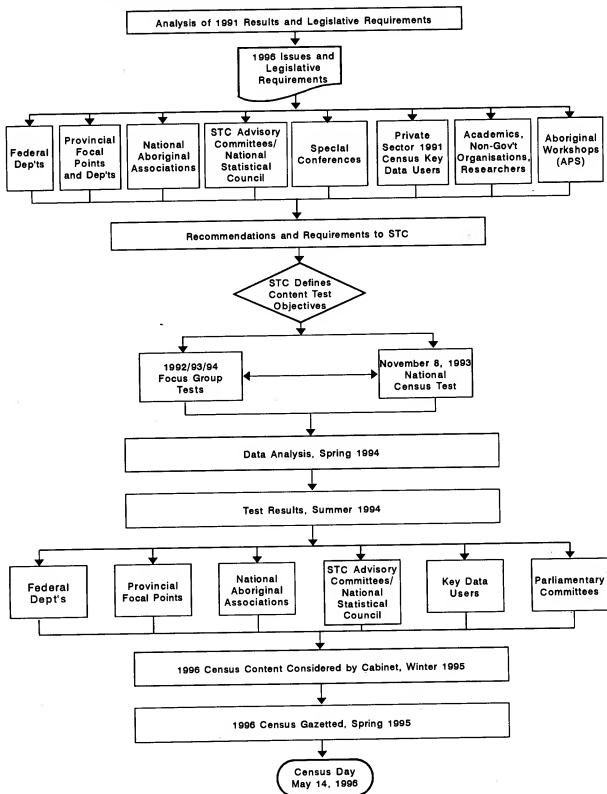 Analysis of 1991 Results and Legislative Requirements
1996 Issues and
Legislative
Requirements
Federal
Dep'ts
Provincial
Focal
Points
and Dep'ts
National
Aboriginal
Associations
STC Advisory
Committees/
National
Statistical
Council
Special
Conferences
Private
Sector 1991
Census Key
Data Users
Academics,
Non-Gov't
Organisations,
Researchers
Aboriginal
Workshops
(APS)
Recommendations and Requirements to STC
STC Defines
Content Test
Objectives
1992/93/94
Focus Group
Tests
November 8, 1993
National
Census Test
Data Analysis, Spring 1994
Test Results, Summer 1994
Federal
Dept's
Provincial
Focal Points
National
Aboriginal
Associations
STC Advisory
Committees/
National
Statistical
Council
Key Data
Users
Parliamentary
Committees
1996 Census Content Considered by Cabinet, Winter 1995
1996 Census Gazetted, Spring 1995
Census Day
May 14, 1996